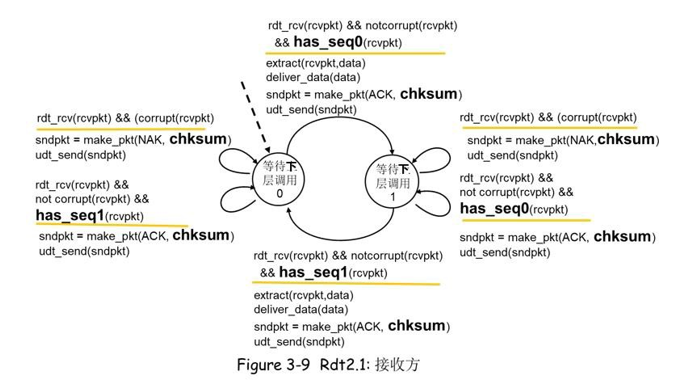 rdt_rcv(rcvpkt) && notcorrupt(rcvpkt)
&& has_seq0(rcvpkt)
extract(rcvpkt,data)
deliver_data(data)
sndpkt = make_pkt(ACK, chksum)
udt_send(sndpkt)
rdt_rcv(rcvpkt) && (corrupt(rcvpkt)
sndpkt = make_pkt(NAK, chksum)
udt_send(sndpkt)
rdt_rcv(rcvpkt) &&
not corrupt(rcvpkt) &&
has_seq1(rcvpkt)
sndpkt = make_pkt(ACK, chksum)
udt_send(sndpkt)
等待下
层调用
0
等待下
层调用
1
rdt_rcv(rcvpkt) && (corrupt(rcvpkt)
sndpkt = make_pkt(NAK,chksum)
udt_send(sndpkt)
rdt_rcv(rcvpkt) &&
not corrupt(rcvpkt) &&
has_seq0(rcvpkt)
sndpkt = make_pkt(ACK, chksum)
udt_send(sndpkt)
rdt_rcv(rcvpkt) && notcorrupt(rcvpkt)
&& has_seq1(rcvpkt)
extract(rcvpkt,data)
deliver_data(data)
sndpkt = make_pkt(ACK, chksum)
udt_send(sndpkt)
Figure 3-9 Rdt2.1: 接收方